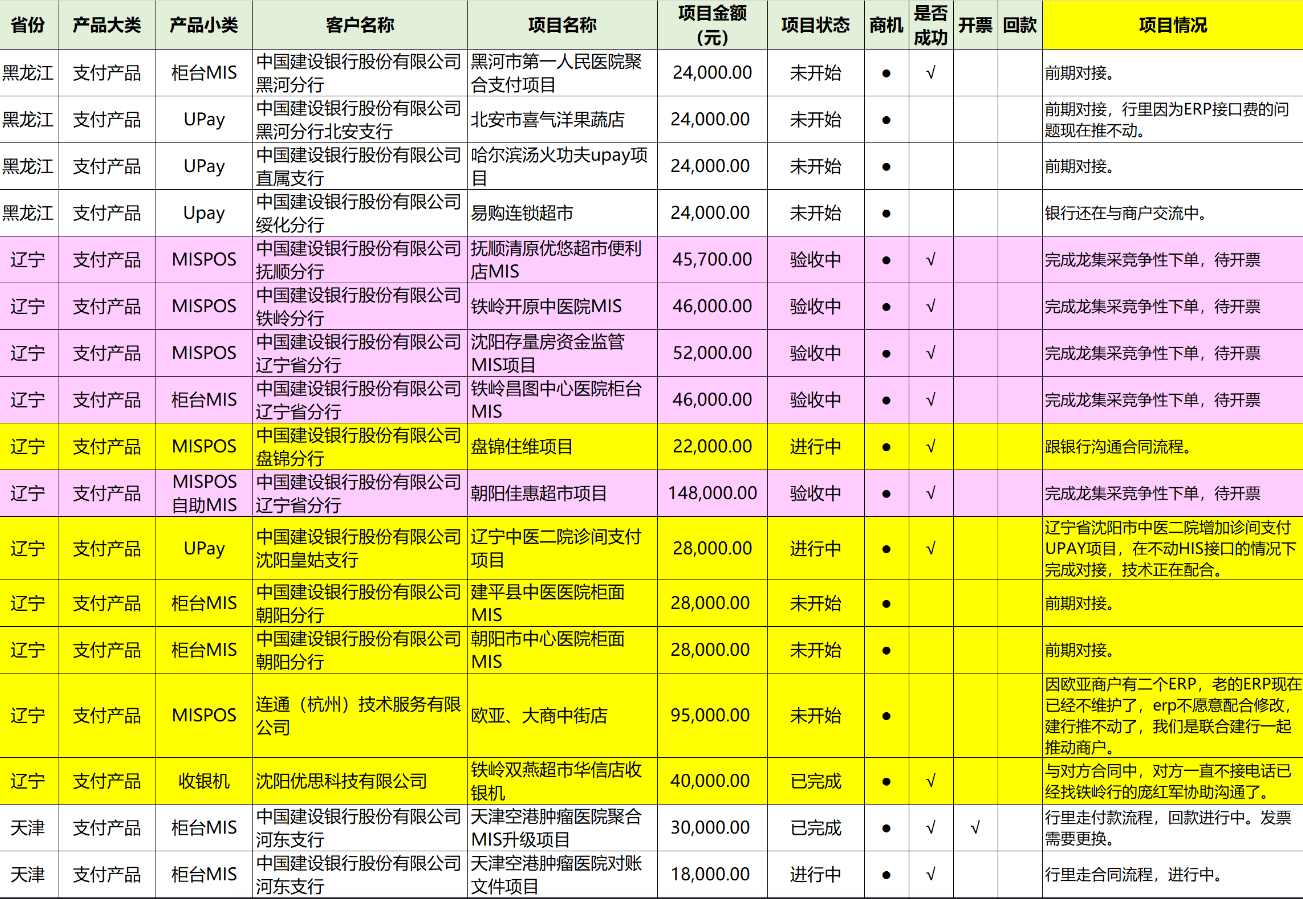 省份 产品大类 产品小类 客户名称 项目名称 项目金额（元） 项目状态 商机 是否成功 开票 回款 项目情况
黑龙江 支付产品 柜台MIS 中国建设银行股份有限公司黑河分行 黑河市第一人民医院聚合支付项目 24,000.00 未开始 ● √ 前期对接。
黑龙江 支付产品 UPay 中国建设银行股份有限公司黑河分行北安支行 北安市喜气洋果蔬店 24,000.00 未开始 ● 前期对接，行里因为ERP接口费的问题现在推不动。
黑龙江 支付产品 UPay 中国建设银行股份有限公司直属支行 哈尔滨汤火功夫upay项目 24,000.00 未开始 ● 前期对接。
黑龙江 支付产品 Upay 中国建设银行股份有限公司绥化分行 易购连锁超市 24,000.00 未开始 ● 银行还在与商户交流中。
辽宁 支付产品 MISPOS 中国建设银行股份有限公司抚顺分行 抚顺清原优悠超市便利店MIS 45,700.00 验收中 ● √ 完成龙集采竞争性下单，待开票
辽宁 支付产品 MISPOS 中国建设银行股份有限公司铁岭分行 铁岭开原中医院MIS 46,000.00 验收中 ● √ 完成龙集采竞争性下单，待开票
辽宁 支付产品 MISPOS 中国建设银行股份有限公司辽宁省分行 沈阳存量房资金监管MIS项目 52,000.00 验收中 ● √ 完成龙集采竞争性下单，待开票
辽宁 支付产品 柜台MIS 中国建设银行股份有限公司辽宁省分行 铁岭昌图中心医院柜台MIS 46,000.00 验收中 ● √ 完成龙集采竞争性下单，待开票
辽宁 支付产品 MISPOS 中国建设银行股份有限公司盘锦分行 盘锦住维项目 22,000.00 进行中 ● √ 跟银行沟通合同流程。
辽宁 支付产品 MISPOS自助MIS 中国建设银行股份有限公司辽宁省分行 朝阳佳惠超市项目 148,000.00 验收中 ● √ 完成龙集采竞争性下单，待开票
辽宁 支付产品 UPay 中国建设银行股份有限公司沈阳皇姑支行 辽宁中医二院诊间支付项目 28,000.00 进行中 ● √ 辽宁省沈阳市中医二院增加诊间支付UPAY项目，在不动HIS接口的情况下完成对接，技术正在配合。
辽宁 支付产品 柜台MIS 中国建设银行股份有限公司朝阳分行 建平县中医医院柜面MIS 28,000.00 未开始 ● 前期对接。
辽宁 支付产品 柜台MIS 中国建设银行股份有限公司朝阳分行 朝阳市中心医院柜面MIS 28,000.00 未开始 ● 前期对接。
辽宁 支付产品 MISPOS 连通（杭州）技术服务有限公司 欧亚、大商中街店 95,000.00 未开始 ● 因欧亚商户有二个ERP，老的ERP现在已经不维护了，erp不愿意配合修改，建行推不动了，我们是联合建行一起推动商户。
辽宁 支付产品 收银机 沈阳优思科技有限公司 铁岭双燕超市华信店收银机 40,000.00 已完成 ● √ 与对方合同中，对方一直不接电话已经找铁岭行的庞红军协助沟通了。
天津 支付产品 柜台MIS 中国建设银行股份有限公司河东支行 天津空港肿瘤医院聚合MIS升级项目 30,000.00 已完成 ● √ √ 行里走付款流程，回款进行中。发票需要更换。
天津 支付产品 柜台MIS 中国建设银行股份有限公司河东支行 天津空港肿瘤医院对账文件项目 18,000.00 进行中 ● √ 行里走合同流程，进行中。